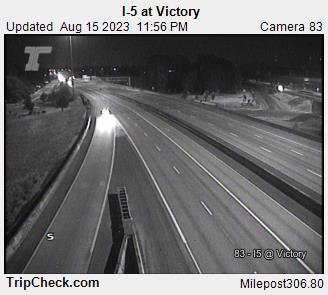 I-5 at Victory
Updated Aug 15 2023 11:56 PM Camera 83
T
S
83 - I5 @ Victory
TripCheck.com Milepost306.80